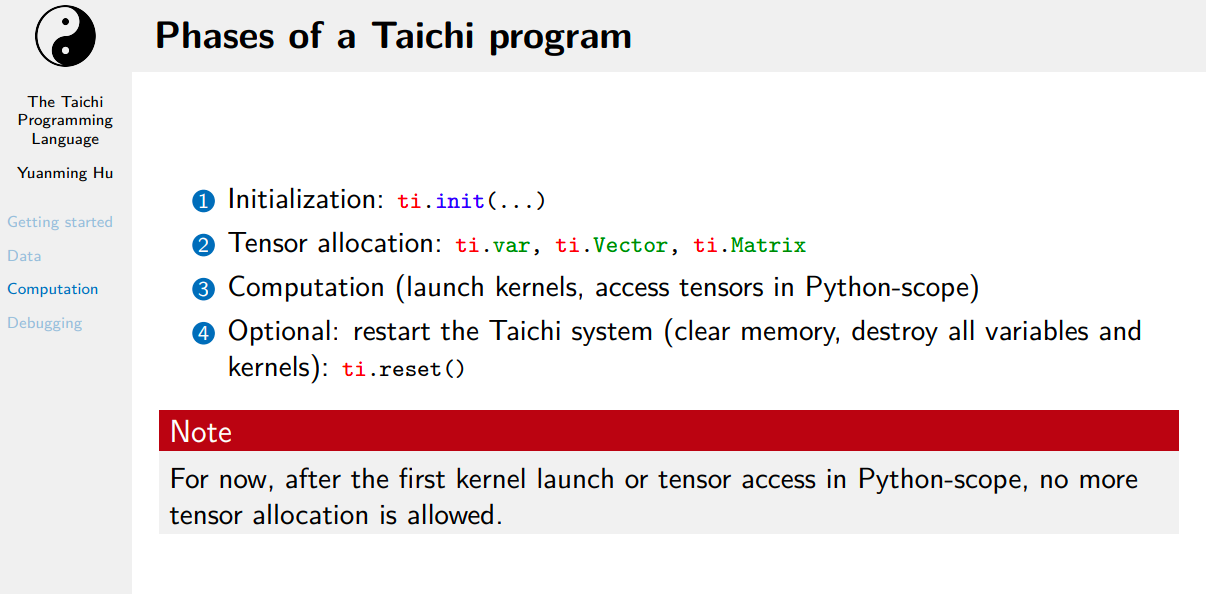 Phases of a Taichi program
The Taichi
Programming
Language
Yuanming Hu
Getting started
Data
Computation
Debugging
1 Initialization: ti.init(...)
2 Tensor allocation: ti.var, ti.Vector, ti.Matrix
3 Computation (launch kernels, access tensors in Python-scope)
4 Optional: restart the Taichi system (clear memory, destroy all variables and
kernels): ti.reset()
Note
For now, after the first kernel launch or tensor access in Python-scope, no more
tensor allocation is allowed.